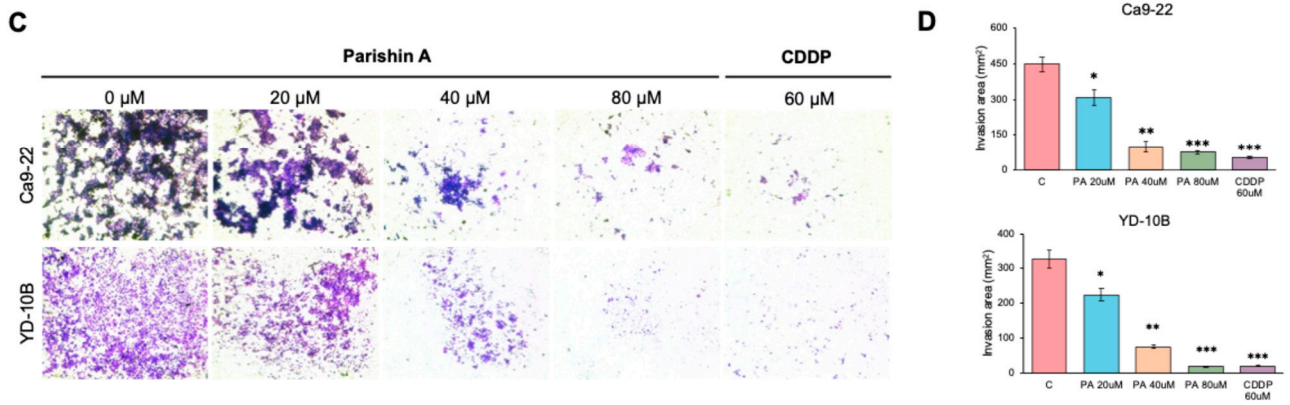 C
Parishin A
CDDP
0 μM
20 μM
40 μM
80 μM
60 μM
Ca9-22
YD-10B
D
Ca9-22
Invasion area (mm²)
600
450
300
150
0
*
**
***
***
C
PA 20uM
PA 40uM
PA 80uM
CDDP
60uM
YD-10B
Invasion area (mm²)
400
300
200
100
0
*
**
***
***
C
PA 20uM
PA 40uM
PA 80uM
CDDP
60uM